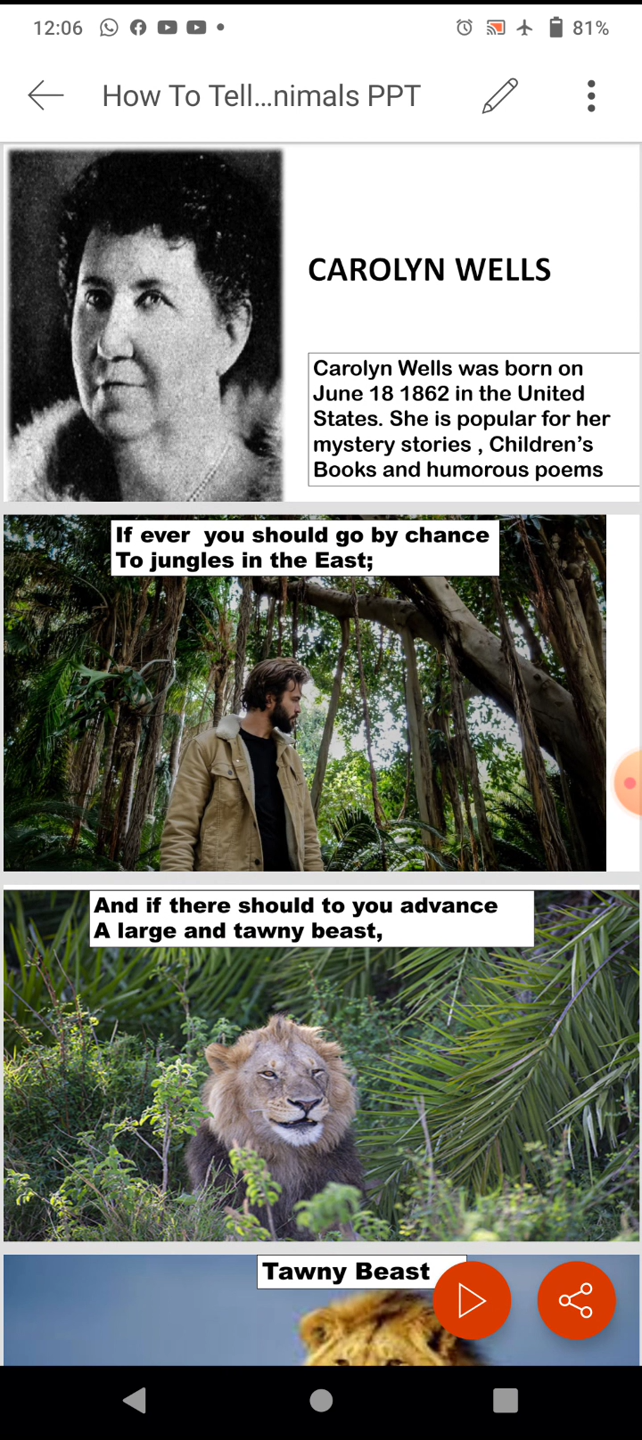 12:06
81%
How To Tell...nimals PPT
CAROLYN WELLS
Carolyn Wells was born on
June 18 1862 in the United
States. She is popular for her
mystery stories , Children's
Books and humorous poems
If ever  you should go by chance
To jungles in the East;
And if there should to you advance
A large and tawny beast,
Tawny Beast